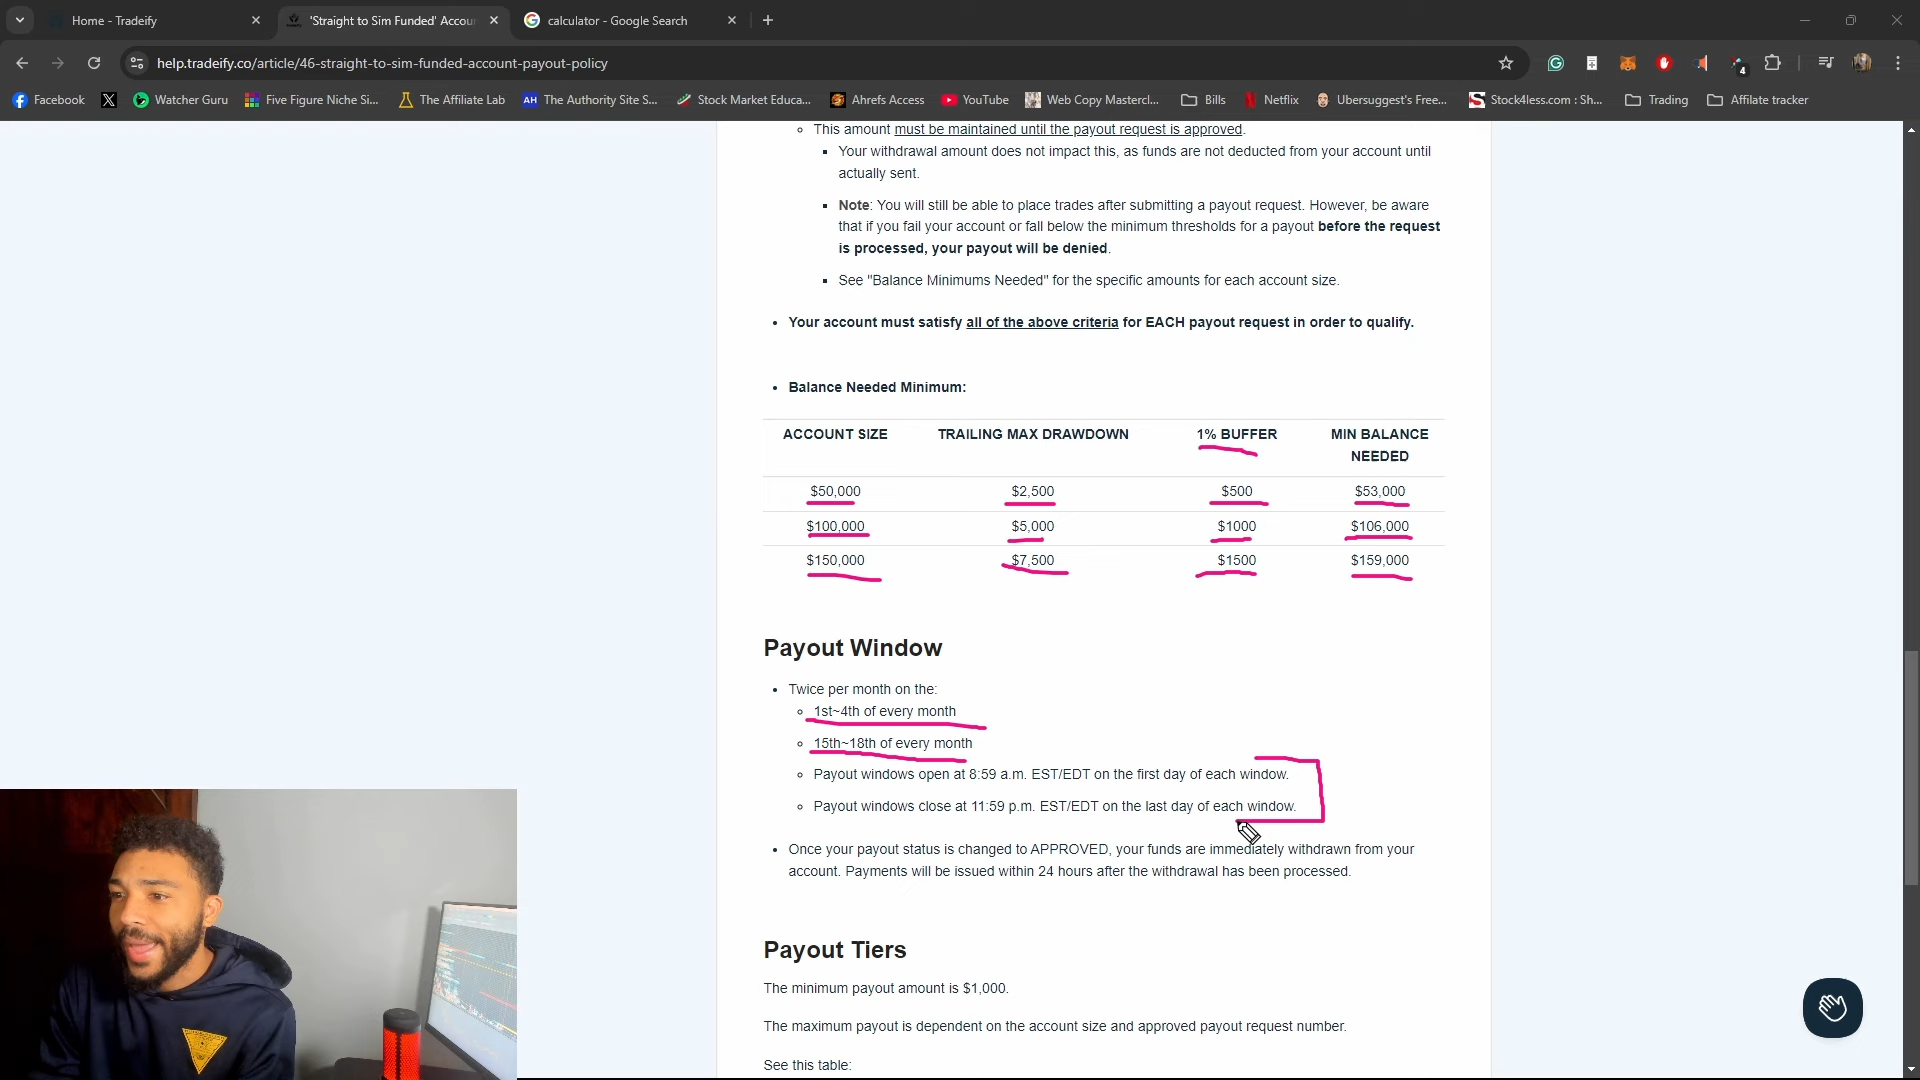 Home - Tradeify
'Straight to Sim Funded' Accou
calculator - Google Search
help.tradeify.co/article/46-straight-to-sim-funded-account-payout-policy
Facebook
Watcher Guru
Five Figure Niche Si...
The Affiliate Lab
AH The Authority Site S...
Stock Market Educa...
Ahrefs Access
YouTube
Web Copy Mastercl...
Bills
Netflix
Ubersuggest's Free...
Stock4less.com : Sh...
Trading
Affilate tracker
4
This amount must be maintained until the payout request is approved.
Your withdrawal amount does not impact this, as funds are not deducted from your account until
actually sent.
Note: You will still be able to place trades after submitting a payout request. However, be aware
that if you fail your account or fall below the minimum thresholds for a payout before the request
is processed, your payout will be denied.
See "Balance Minimums Needed" for the specific amounts for each account size.
Your account must satisfy all of the above criteria for EACH payout request in order to qualify.
Balance Needed Minimum:
ACCOUNT SIZE TRAILING MAX DRAWDOWN 1% BUFFER MIN BALANCE
NEEDED
$50,000 $2,500 $500 $53,000
$100,000 $5,000 $1000 $106,000
$150,000 $7,500 $1500 $159,000
Payout Window
Twice per month on the:
1st~4th of every month
15th~18th of every month
Payout windows open at 8:59 a.m. EST/EDT on the first day of each window.
Payout windows close at 11:59 p.m. EST/EDT on the last day of each window.
Once your payout status is changed to APPROVED, your funds are immediately withdrawn from your
account. Payments will be issued within 24 hours after the withdrawal has been processed.
Payout Tiers
The minimum payout amount is $1,000.
The maximum payout is dependent on the account size and approved payout request number.
See this table: